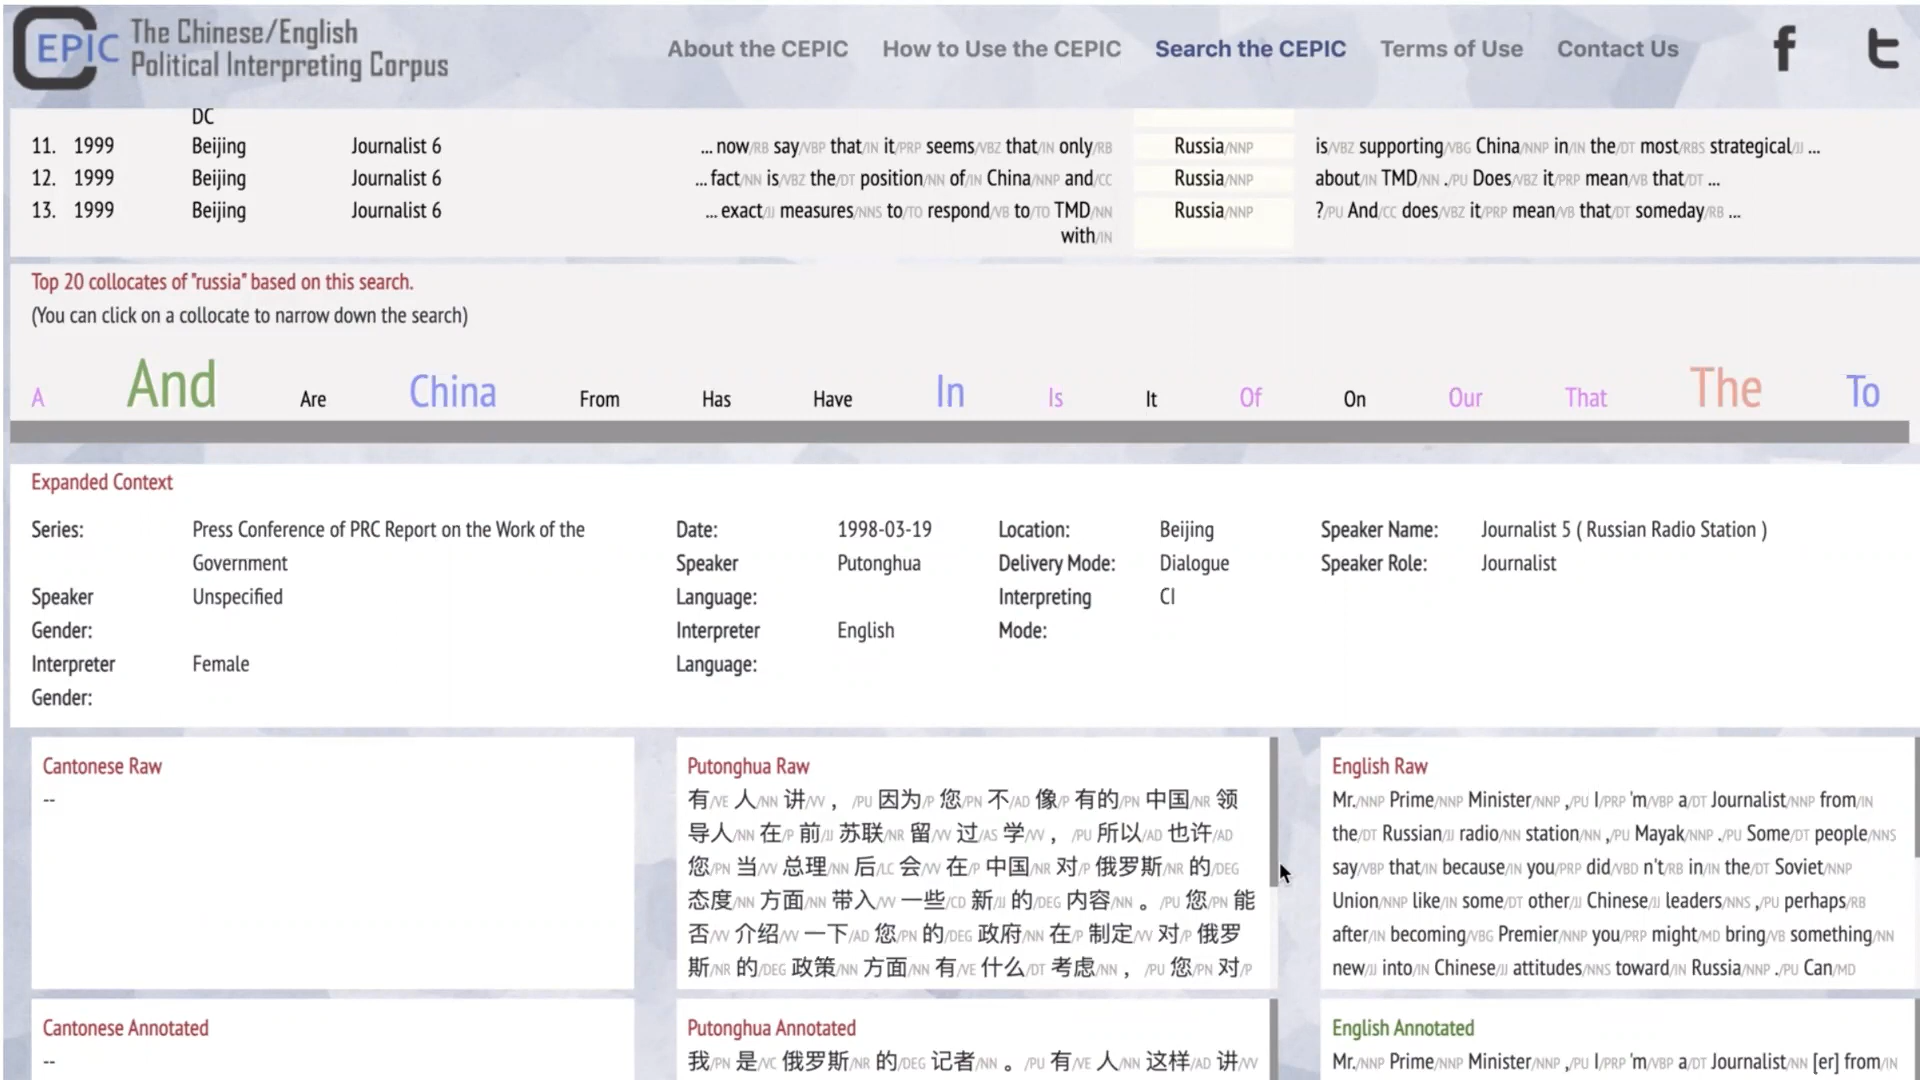 CEPIC The Chinese/English
Political Interpreting Corpus
About the CEPIC How to Use the CEPIC Search the CEPIC Terms of Use Contact Us
DC
11. 1999 Beijing Journalist 6 ... now/RB say/VBP that/IN it/PRP seems/VBZ that/IN only/RB Russia/NNP is/VBZ supporting/VBG China/NNP in/IN the/DT most/RBS strategical/JJ ...
12. 1999 Beijing Journalist 6 ... fact/NN is/VBZ the/DT position/NN of/IN China/NNP and/CC Russia/NNP about/IN TMD/NN ./PU Does/VBZ it/PRP mean/VB that/DT ...
13. 1999 Beijing Journalist 6 ... exact/JJ measures/NNS to/TO respond/VB to/TO TMD/NN Russia/NNP ?/PU And/CC does/VBZ it/PRP mean/VB that/DT someday/RB ...
with/IN
Top 20 collocates of "russia" based on this search.
(You can click on a collocate to narrow down the search)
A And Are China From Has Have In Is It Of On Our That The To
Expanded Context
Series: Press Conference of PRC Report on the Work of the Date: 1998-03-19 Location: Beijing Speaker Name: Journalist 5 ( Russian Radio Station )
Government Speaker Putonghua Delivery Mode: Dialogue Speaker Role: Journalist
Speaker Unspecified Language: Interpreting CI
Gender: Interpreter English Mode:
Interpreter Female Language:
Gender:
Cantonese Raw
--
Putonghua Raw
有/VE 人/NN 讲/VV ， /PU 因为/P 您/PN 不/AD 像/P 有的/PN 中国/NR 领
导人/NN 在/P 前/JJ 苏联/NR 留/VV 过/AS 学/VV ， /PU 所以/AD 也许/AD
您/PN 当/VV 总理/NN 后/LC 会/VV 在/P 中国/NR 对/P 俄罗斯/NR 的/DEG
态度/NN 方面/NN 带入/VV 一些/CD 新/JJ 的/DEG 内容/NN 。 /PU 您/PN 能
否/VV 介绍/VV 一下/AD 您/PN 的/DEG 政府/NN 在/P 制定/VV 对/P 俄罗
斯/NR 的/DEG 政策/NN 方面/NN 有/VE 什么/DT 考虑/NN ， /PU 您/PN 对/P
English Raw
Mr./NNP Prime/NNP Minister/NNP ,/PU I/PRP 'm/VBP a/DT Journalist/NNP from/IN
the/DT Russian/JJ radio/NN station/NN ,/PU Mayak/NNP ./PU Some/DT people/NNS
say/VBP that/IN because/IN you/PRP did/VBD n't/RB in/IN the/DT Soviet/NNP
Union/NNP like/IN some/DT other/JJ Chinese/JJ leaders/NNS ,/PU perhaps/RB
after/IN becoming/VBG Premier/NNP you/PRP might/MD bring/VB something/NN
new/JJ into/IN Chinese/JJ attitudes/NNS toward/IN Russia/NNP ./PU Can/MD
Cantonese Annotated
--
Putonghua Annotated
我/PN 是/VC 俄罗斯/NR 的/DEG 记者/NN 。 /PU 有/VE 人/NN 这样/AD 讲/VV
English Annotated
Mr./NNP Prime/NNP Minister/NNP ,/PU I/PRP 'm/VBP a/DT Journalist/NN [er] from/IN